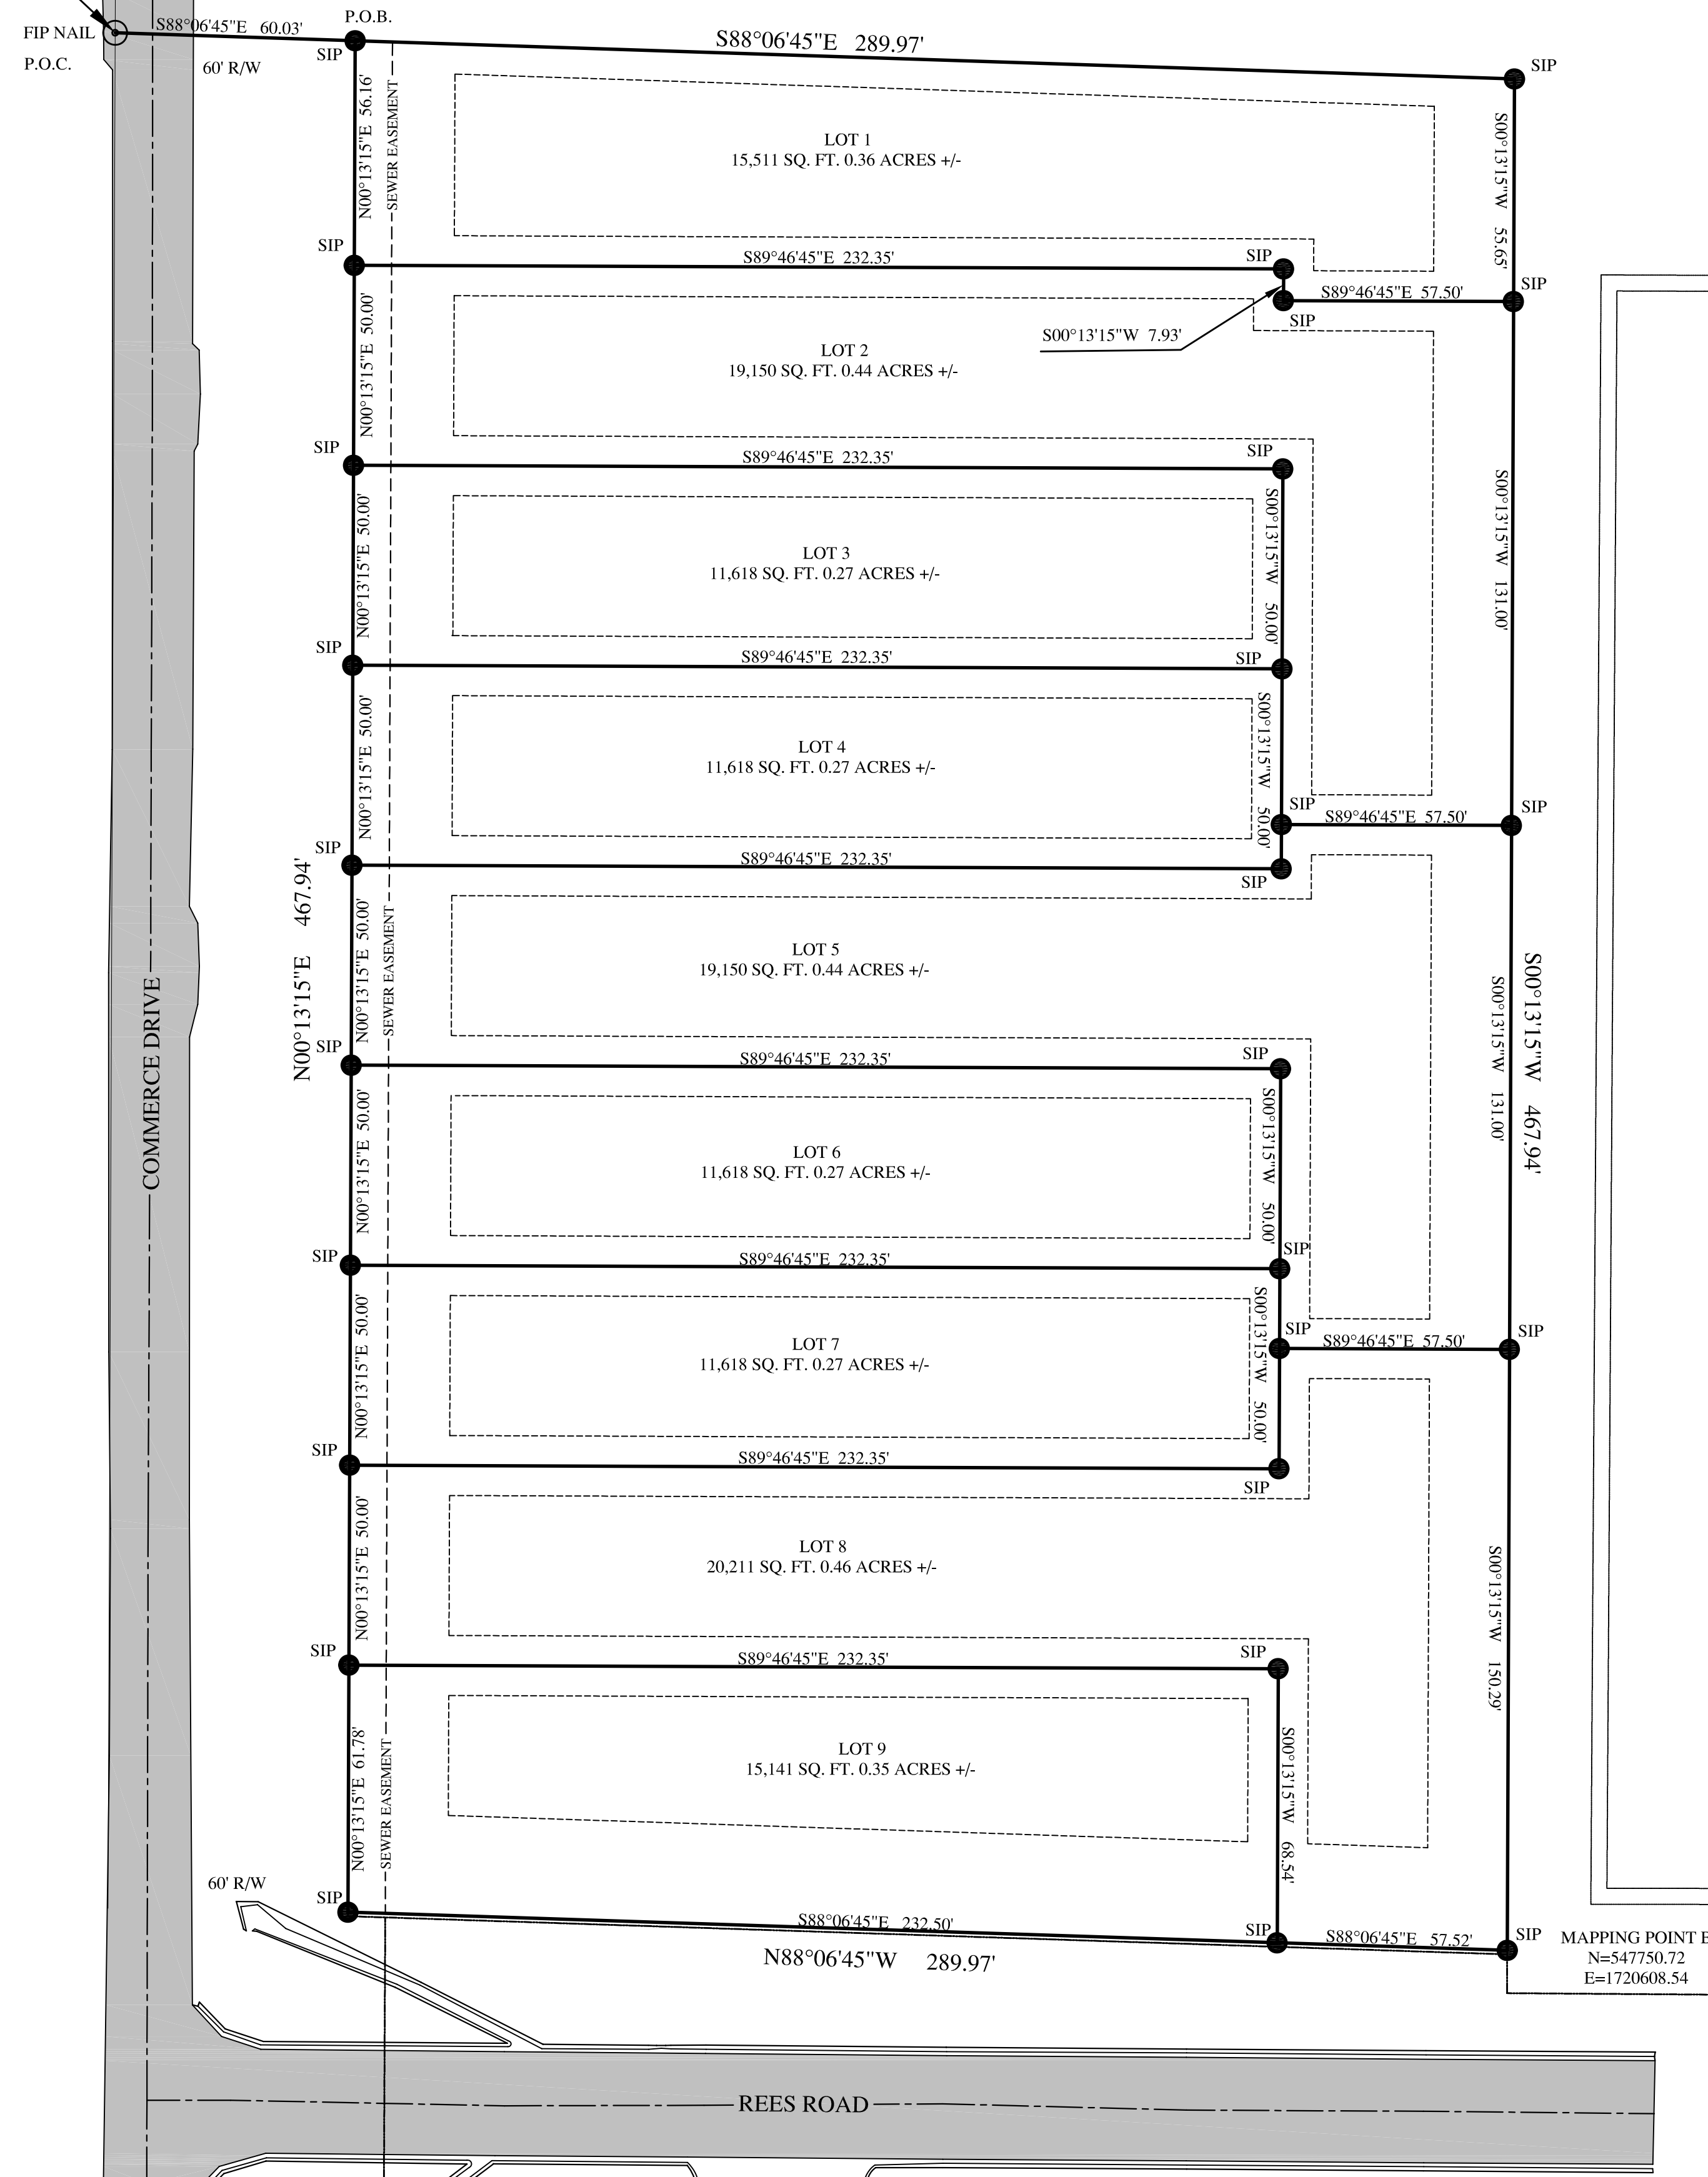 P.O.B.
FIP NAIL
S88°06'45"E 60.03'
S88°06'45"E 289.97'
SIP
SIP
P.O.C.
60' R/W
N00°13'15"E 56.16'
SEWER EASEMENT
LOT 1
15,511 SQ. FT. 0.36 ACRES +/-
S00°13'15"W 55.65'
SIP
S89°46'45"E 232.35'
SIP
SIP
S89°46'45"E 57.50'
SIP
S00°13'15"W 7.93'
N00°13'15"E 50.00'
LOT 2
19,150 SQ. FT. 0.44 ACRES +/-
SIP
S89°46'45"E 232.35'
SIP
S00°13'15"W 131.00'
N00°13'15"E 50.00'
S00°13'15"W 50.00'
LOT 3
11,618 SQ. FT. 0.27 ACRES +/-
SIP
S89°46'45"E 232.35'
SIP
N00°13'15"E 50.00'
S00°13'15"W 50.00'
LOT 4
11,618 SQ. FT. 0.27 ACRES +/-
SIP
S89°46'45"E 57.50'
SIP
SIP
S89°46'45"E 232.35'
SIP
N00°13'15"E 467.94'
N00°13'15"E 50.00'
SEWER EASEMENT
LOT 5
19,150 SQ. FT. 0.44 ACRES +/-
S00°13'15"W 131.00'
S00°13'15"W 467.94'
COMMERCE DRIVE
SIP
S89°46'45"E 232.35'
SIP
N00°13'15"E 50.00'
S00°13'15"W 50.00'
LOT 6
11,618 SQ. FT. 0.27 ACRES +/-
SIP
S89°46'45"E 232.35'
SIP
N00°13'15"E 50.00'
S00°13'15"W 50.00'
LOT 7
11,618 SQ. FT. 0.27 ACRES +/-
SIP
S89°46'45"E 57.50'
SIP
SIP
S89°46'45"E 232.35'
SIP
N00°13'15"E 50.00'
LOT 8
20,211 SQ. FT. 0.46 ACRES +/-
S00°13'15"W 150.29'
SIP
S89°46'45"E 232.35'
SIP
N00°13'15"E 61.78'
SEWER EASEMENT
LOT 9
15,141 SQ. FT. 0.35 ACRES +/-
S00°13'15"W 68.54'
60' R/W
SIP
S88°06'45"E 232.50'
SIP
S88°06'45"E 57.52'
SIP
N88°06'45"W 289.97'
MAPPING POINT
N=547750.72
E=1720608.54
REES ROAD